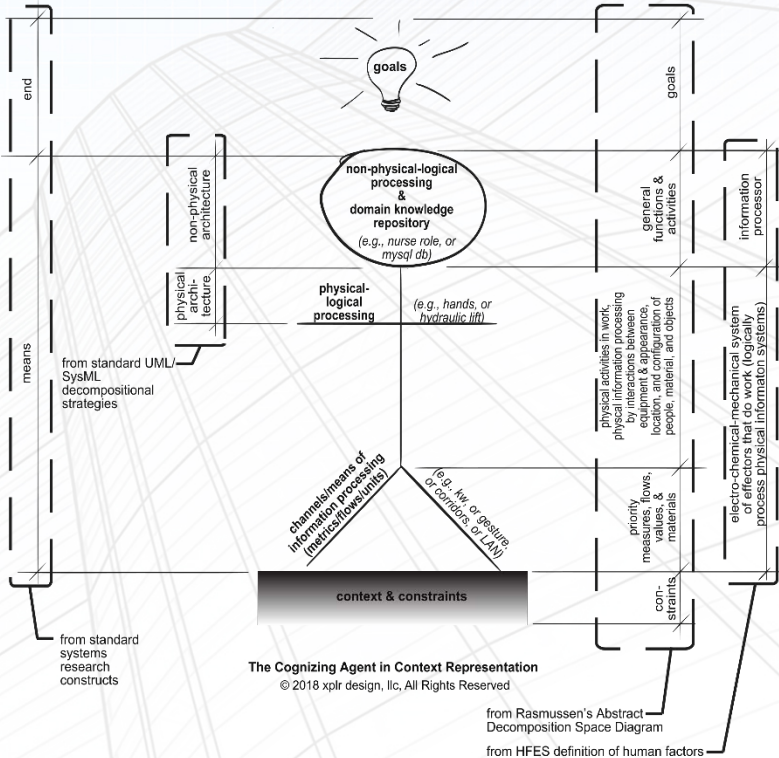 end
means
non-physical
architecture
physical
archi-
tecture
from standard UML/
SysML
decompositional
strategies
from standard
systems
research
constructs
goals
non-physical-logical
processing
&
domain knowledge
repository
(e.g., nurse role, or
mysql db)
physical-
logical
processing
(e.g., hands, or
hydraulic lift)
channels/means of
information processing
(metrics/flows/units)
(e.g., kw, or gesture,
or corridors, or LAN)
context & constraints
The Cognizing Agent in Context Representation
© 2018 xplr design, llc, All Rights Reserved
goals
general
functions &
activities
physical activities in work,
physcal information processing
by interactions between
equipment & appearance,
location, and configuration of
people, material, and objects
priority
measures, flows,
values, &
materials
con-
straints
information
processor
electro-chemical-mechanical system
of effectors that do work (logically
process physical informaton systems)
from Rasmussen's Abstract
Decomposition Space Diagram
from HFES definition of human factors